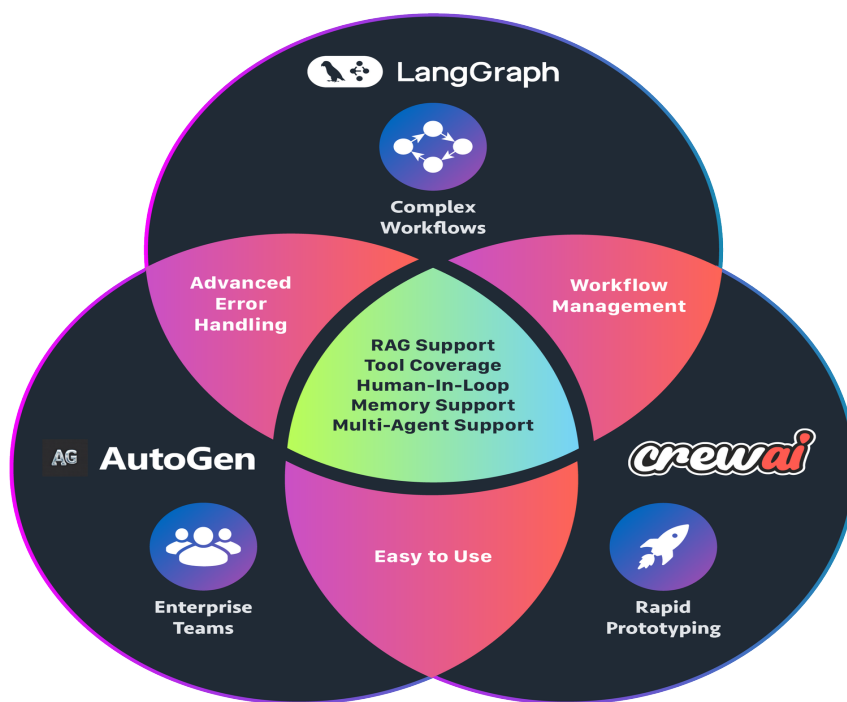 LangGraph
Complex
Workflows
Advanced
Error
Handling
Workflow
Management
RAG Support
Tool Coverage
Human-In-Loop
Memory Support
Multi-Agent Support
AG
AutoGen
crewai
Easy to Use
Enterprise
Teams
Rapid
Prototyping